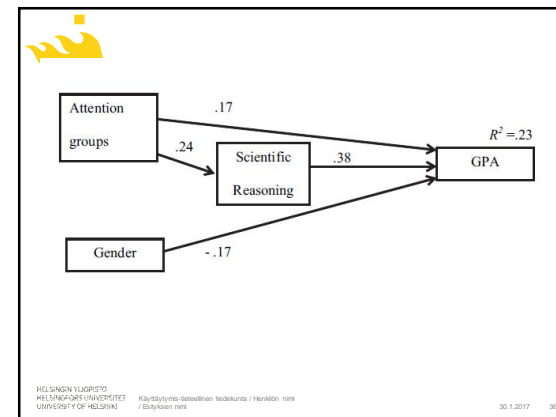 Attention
groups
.17
R² =.23
.24
Scientific
Reasoning
.38
GPA
Gender
- .17
HELSINGIN YLIOPISTO
HELSINGFORS UNIVERSITET
UNIVERSITY OF HELSINKI
Käyttäytymis-tieteellinen tiedekunta / Henkilön nimi
/ Esityksen nimi
30.1.2017
36